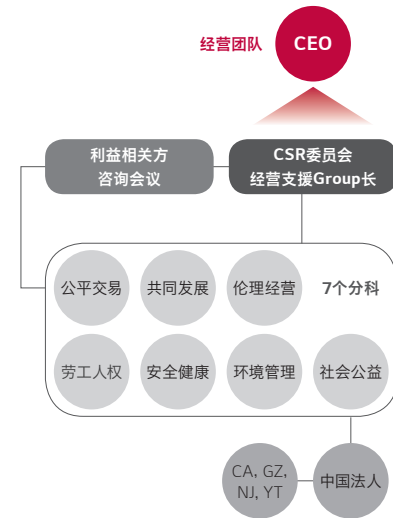 经营团队
CEO
利益相关方
咨询会议
CSR委员会
经营支援Group长
公平交易
共同发展
伦理经营
7个分科
劳工人权
安全健康
环境管理
社会公益
CA, GZ,
NJ, YT
中国法人